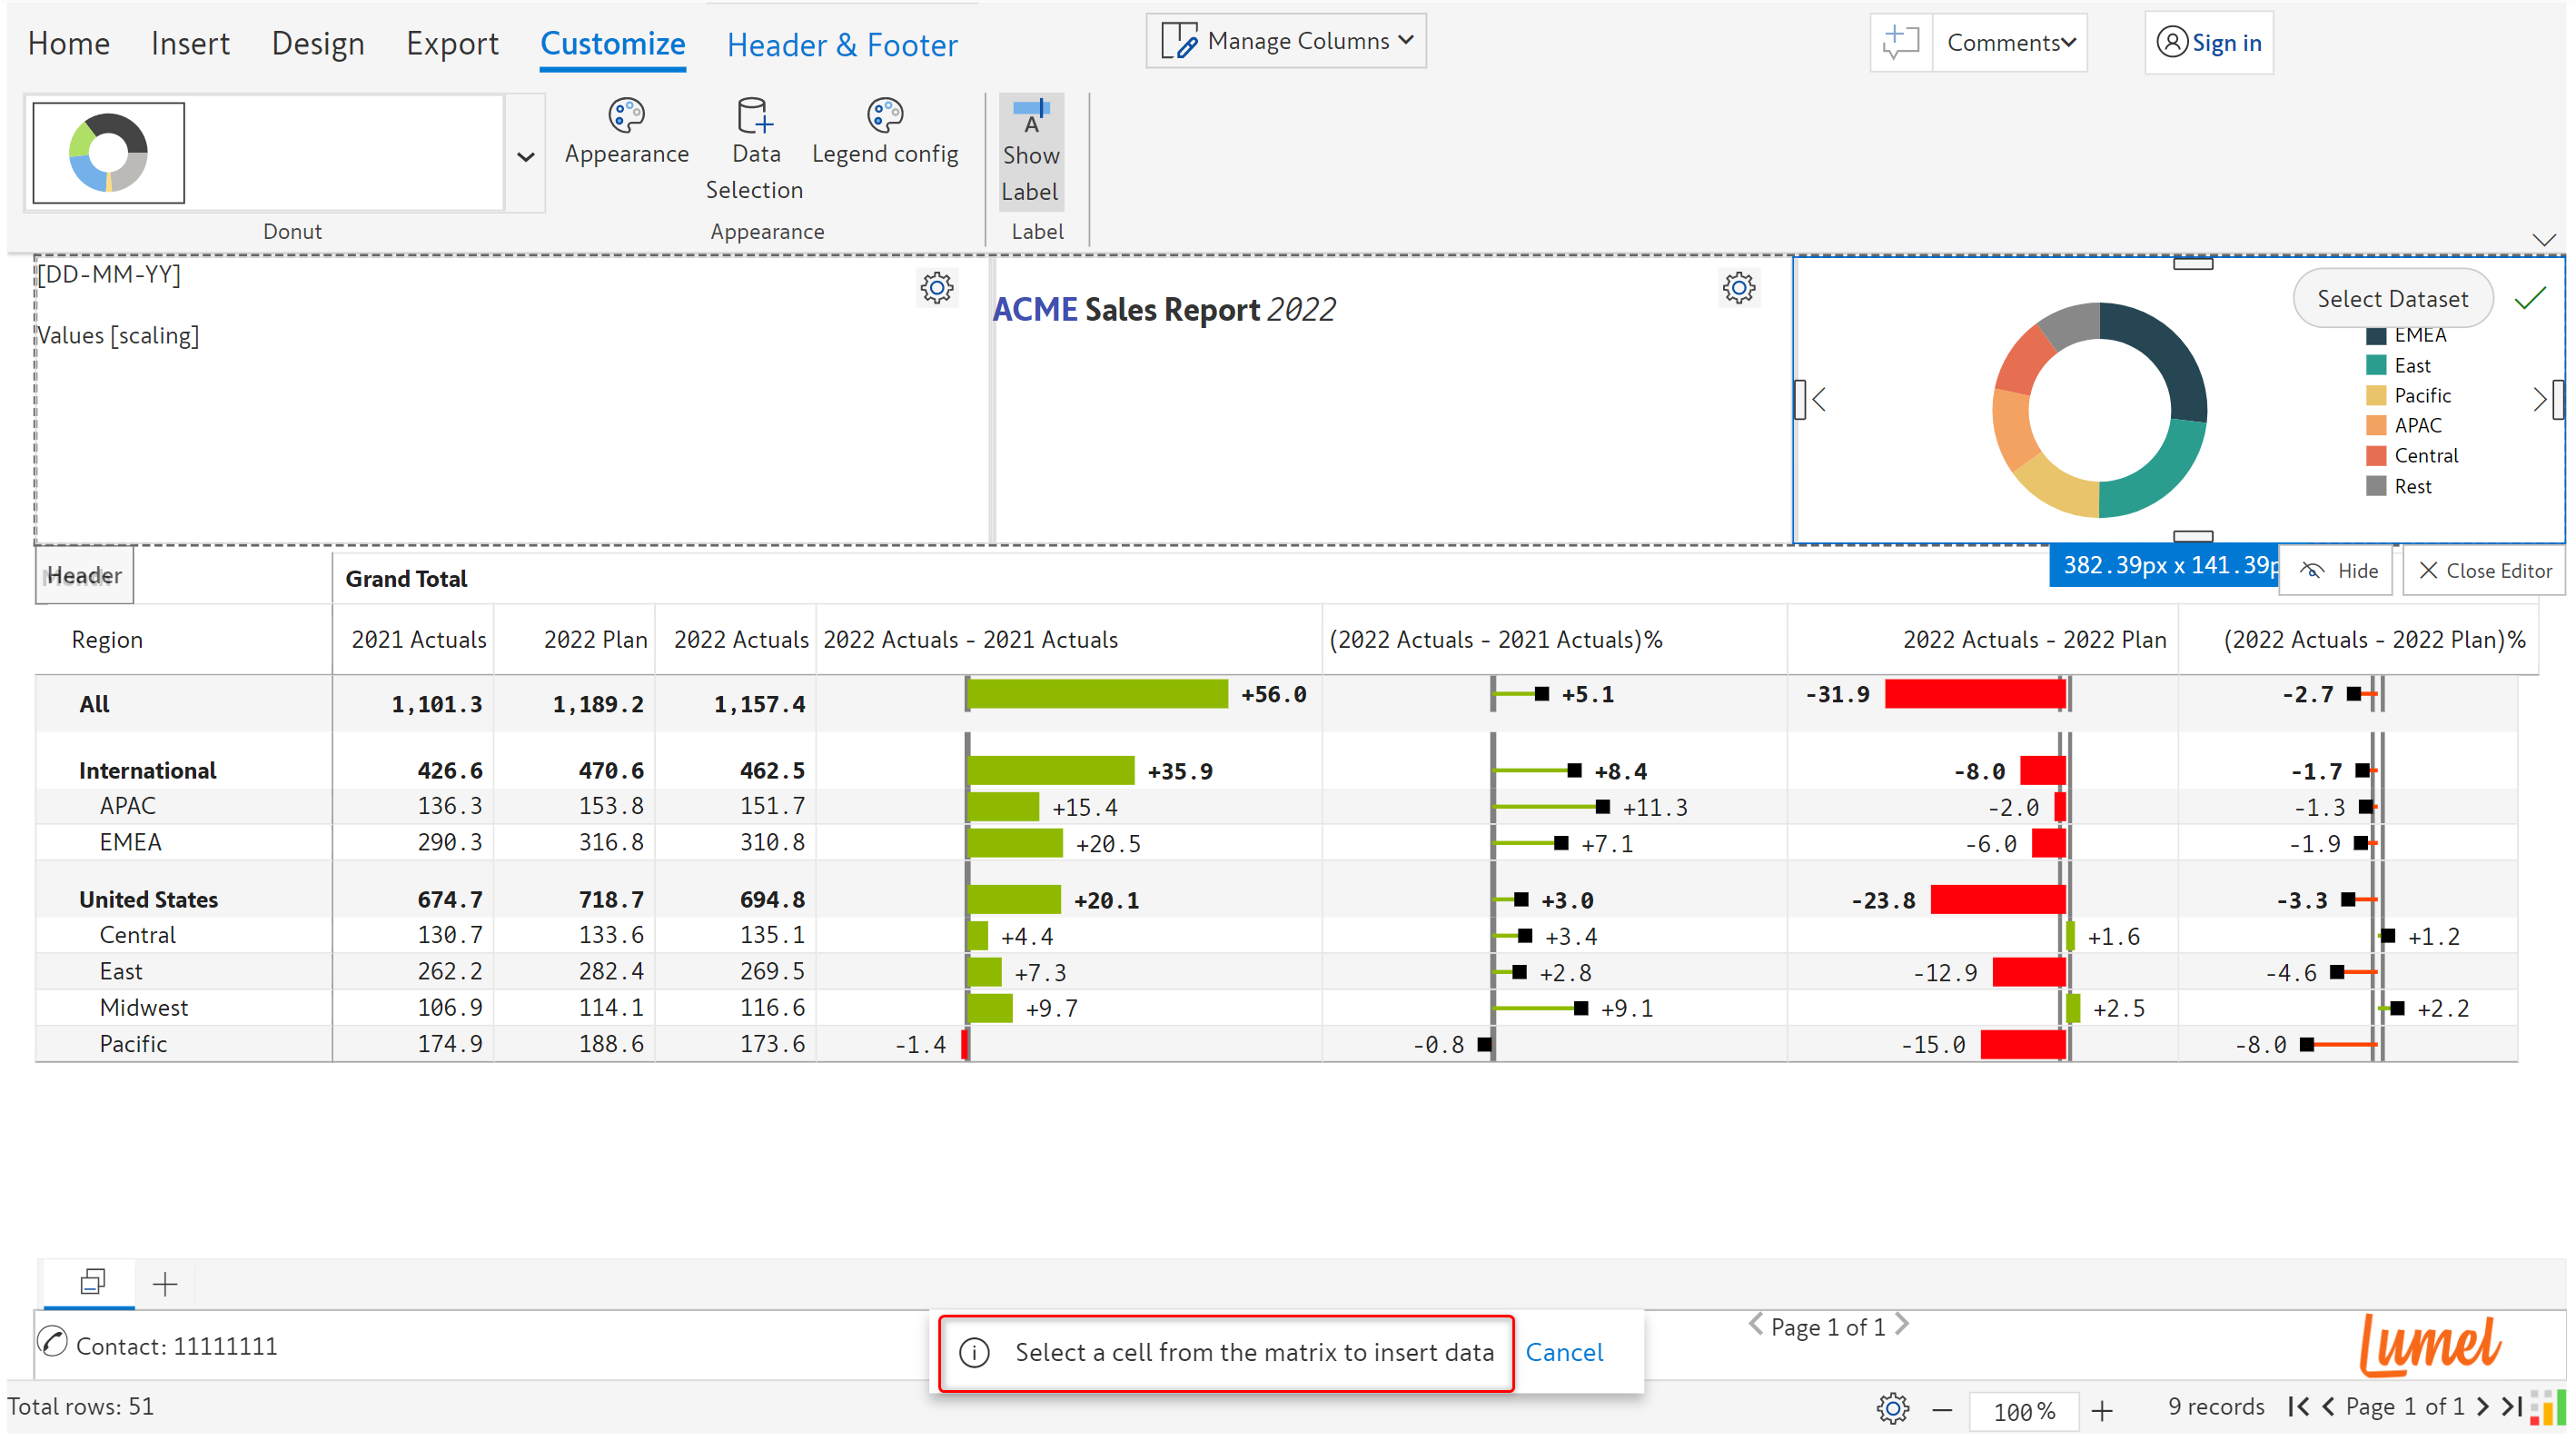 Home Insert Design Export Customize Header & Footer Manage Columns Comments Sign in
Appearance Data Selection Legend config A Show Label
Donut Appearance Label
[DD-MM-YY]
Values [scaling]
ACME Sales Report 2022
Select Dataset
EMEA
East
Pacific
APAC
Central
Rest
Header Grand Total 382.39px x 141.39p Hide Close Editor
Region 2021 Actuals 2022 Plan 2022 Actuals 2022 Actuals - 2021 Actuals (2022 Actuals - 2021 Actuals)% 2022 Actuals - 2022 Plan (2022 Actuals - 2022 Plan)%
All 1,101.3 1,189.2 1,157.4 +56.0 +5.1 -31.9 -2.7
International 426.6 470.6 462.5 +35.9 +8.4 -8.0 -1.7
APAC 136.3 153.8 151.7 +15.4 +11.3 -2.0 -1.3
EMEA 290.3 316.8 310.8 +20.5 +7.1 -6.0 -1.9
United States 674.7 718.7 694.8 +20.1 +3.0 -23.8 -3.3
Central 130.7 133.6 135.1 +4.4 +3.4 +1.6 +1.2
East 262.2 282.4 269.5 +7.3 +2.8 -12.9 -4.6
Midwest 106.9 114.1 116.6 +9.7 +9.1 +2.5 +2.2
Pacific 174.9 188.6 173.6 -1.4 -0.8 -15.0 -8.0
Contact: 11111111
Select a cell from the matrix to insert data Cancel
Page 1 of 1
Lumel
Total rows: 51
100% 9 records Page 1 of 1